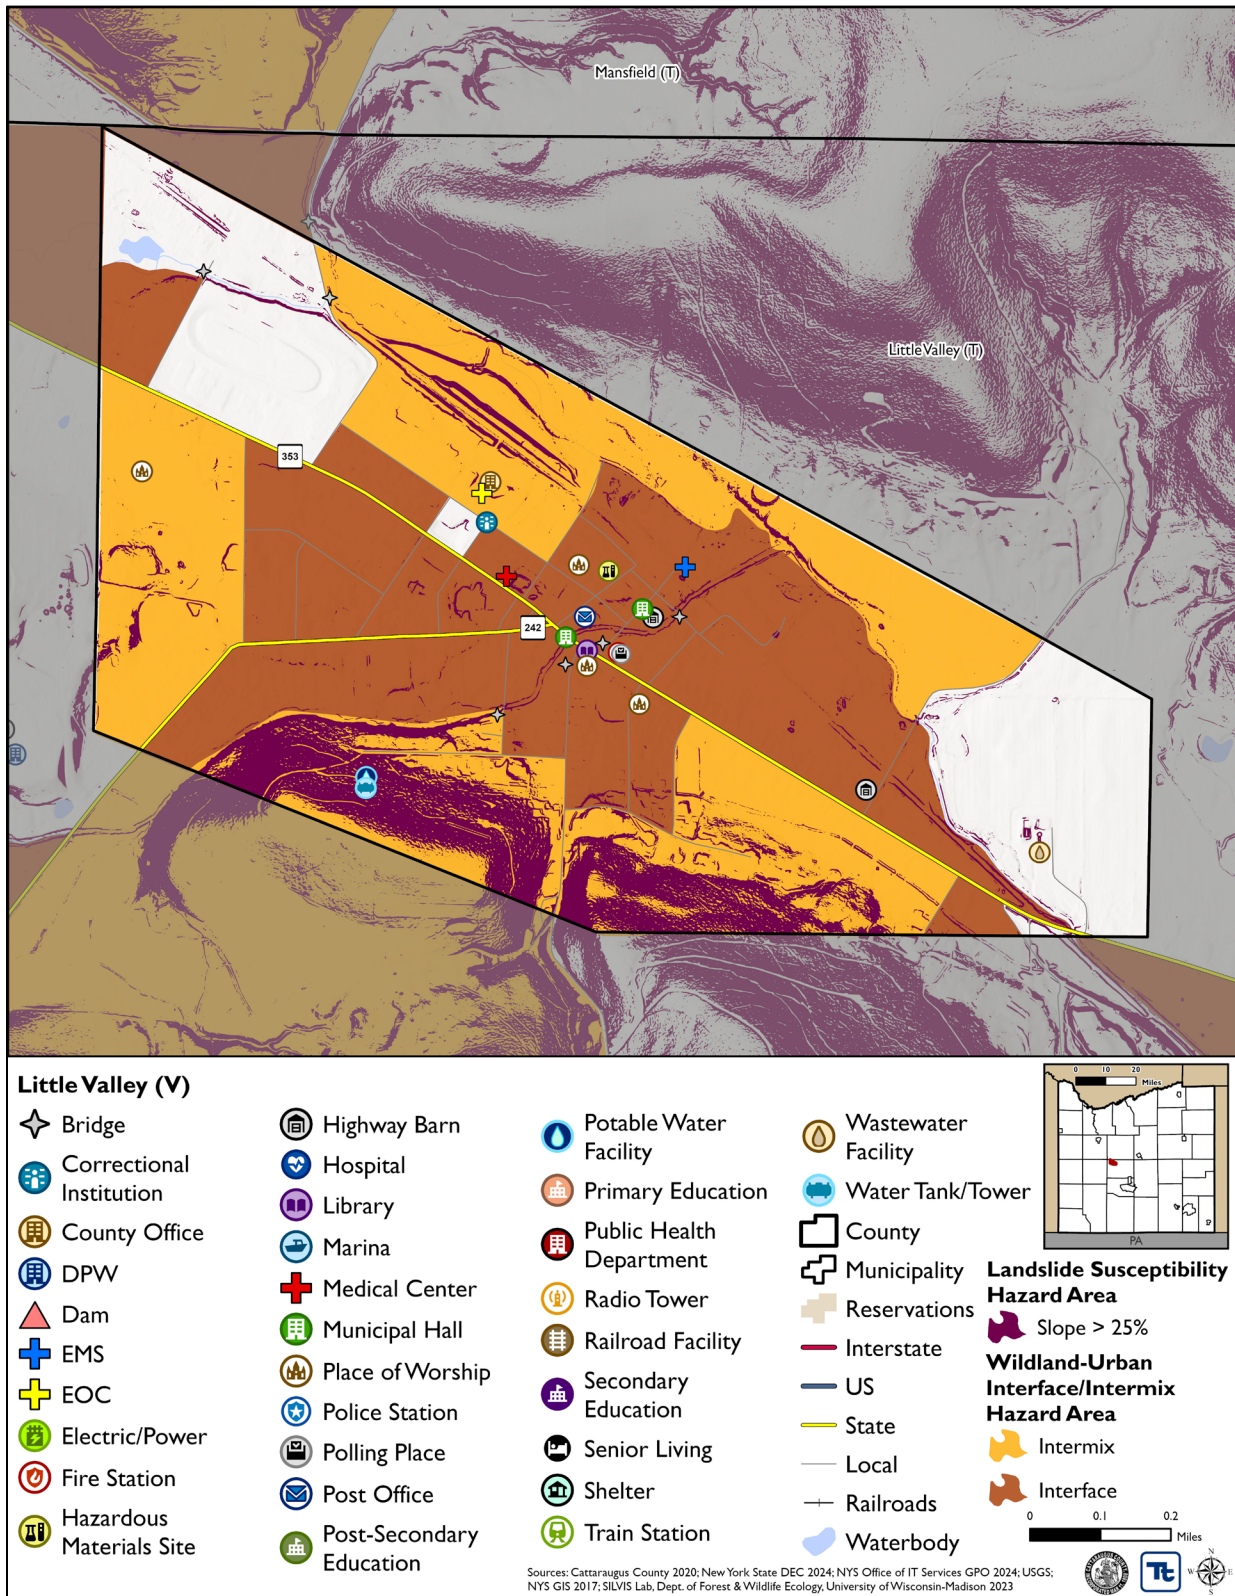 Mansfield (T)
Little Valley (T)
353
242
Little Valley (V)
Bridge
Correctional
Institution
County Office
DPW
Dam
EMS
EOC
Electric/Power
Fire Station
Hazardous
Materials Site
Highway Barn
Hospital
Library
Marina
Medical Center
Municipal Hall
Place of Worship
Police Station
Polling Place
Post Office
Post-Secondary
Education
Potable Water
Facility
Primary Education
Public Health
Department
Radio Tower
Railroad Facility
Secondary
Education
Senior Living
Shelter
Train Station
Wastewater
Facility
Water Tank/Tower
County
Municipality
Reservations
Interstate
US
State
Local
Railroads
Waterbody
0 10 20
Miles
PA
Landslide Susceptibility
Hazard Area
Slope > 25%
Wildland-Urban
Interface/Intermix
Hazard Area
Intermix
Interface
0 0.1 0.2
Miles
Tt
N
W E
S
Sources: Cattaraugus County 2020; New York State DEC 2024; NYS Office of IT Services GPO 2024; USGS;
NYS GIS 2017; SILVIS Lab, Dept. of Forest & Wildlife Ecology, University of Wisconsin-Madison 2023